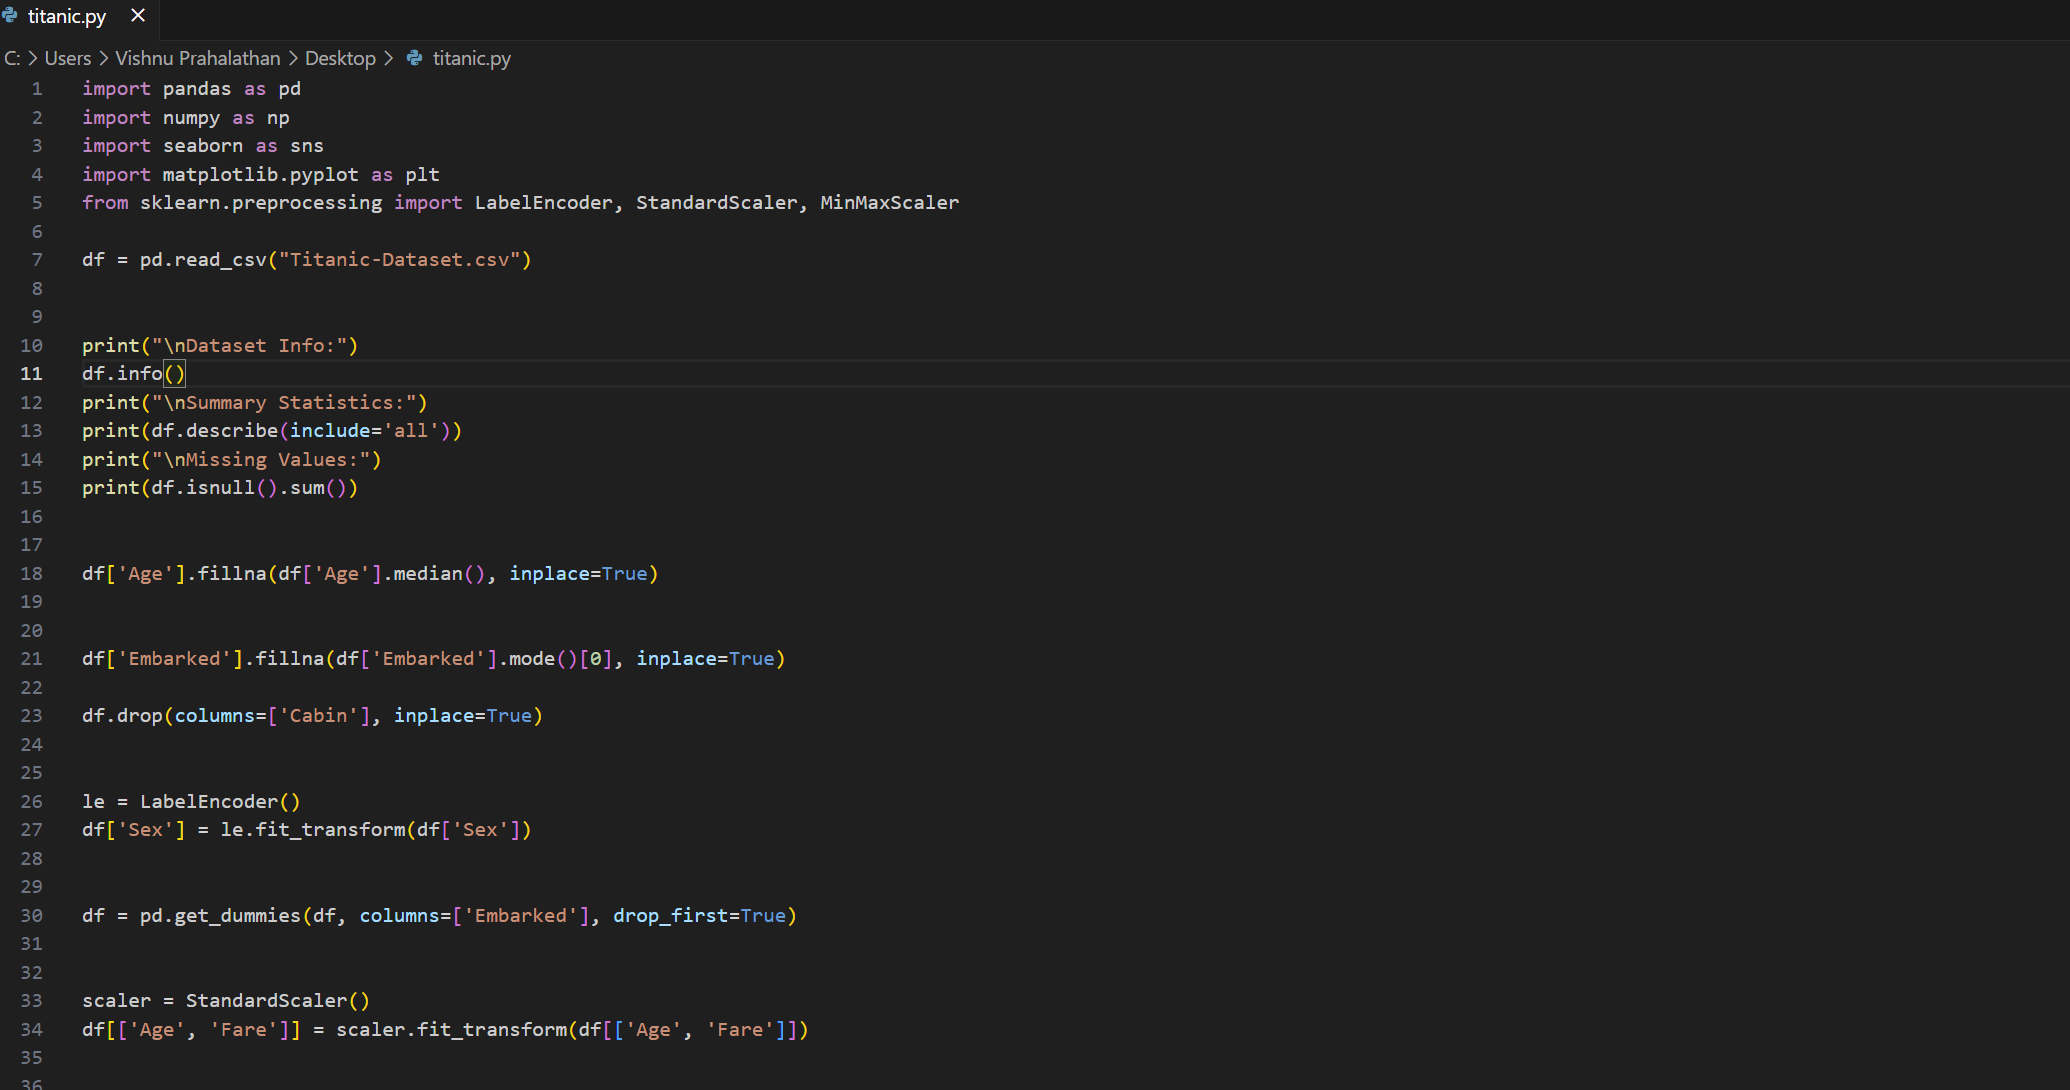 titanic.py
C: > Users > Vishnu Prahalathan > Desktop > titanic.py
1 import pandas as pd
2 import numpy as np
3 import seaborn as sns
4 import matplotlib.pyplot as plt
5 from sklearn.preprocessing import LabelEncoder, StandardScaler, MinMaxScaler
6
7 df = pd.read_csv("Titanic-Dataset.csv")
8
9
10 print("\nDataset Info:")
11 df.info()
12 print("\nSummary Statistics:")
13 print(df.describe(include='all'))
14 print("\nMissing Values:")
15 print(df.isnull().sum())
16
17
18 df['Age'].fillna(df['Age'].median(), inplace=True)
19
20
21 df['Embarked'].fillna(df['Embarked'].mode()[0], inplace=True)
22
23 df.drop(columns=['Cabin'], inplace=True)
24
25
26 le = LabelEncoder()
27 df['Sex'] = le.fit_transform(df['Sex'])
28
29
30 df = pd.get_dummies(df, columns=['Embarked'], drop_first=True)
31
32
33 scaler = StandardScaler()
34 df[['Age', 'Fare']] = scaler.fit_transform(df[['Age', 'Fare']])
35
36